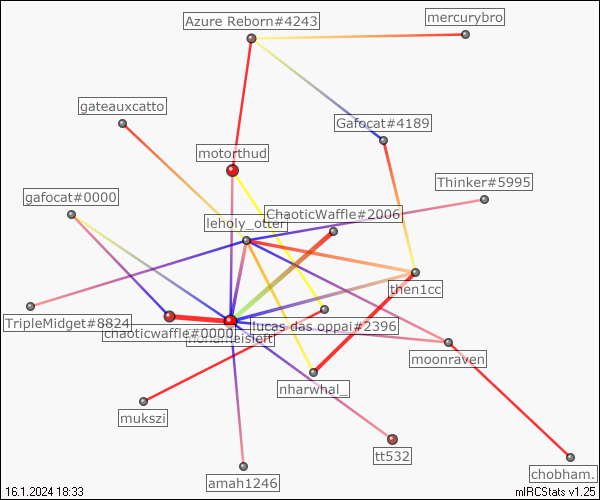 Azure Reborn#4243
mercurybro
gateauxcatto
Gafocat#4189
motorthud
Thinker#5995
gafocat#0000
ChaoticWaffle#2006
leholy_otter
then1cc
TripleMidget#8824
lucas das oppai#2396
chaoticwaffle#0000
moonraven
nharwhal_
mukszi
tt532
amah1246
chobham.
16.1.2024 18:33
mIRCStats v1.25